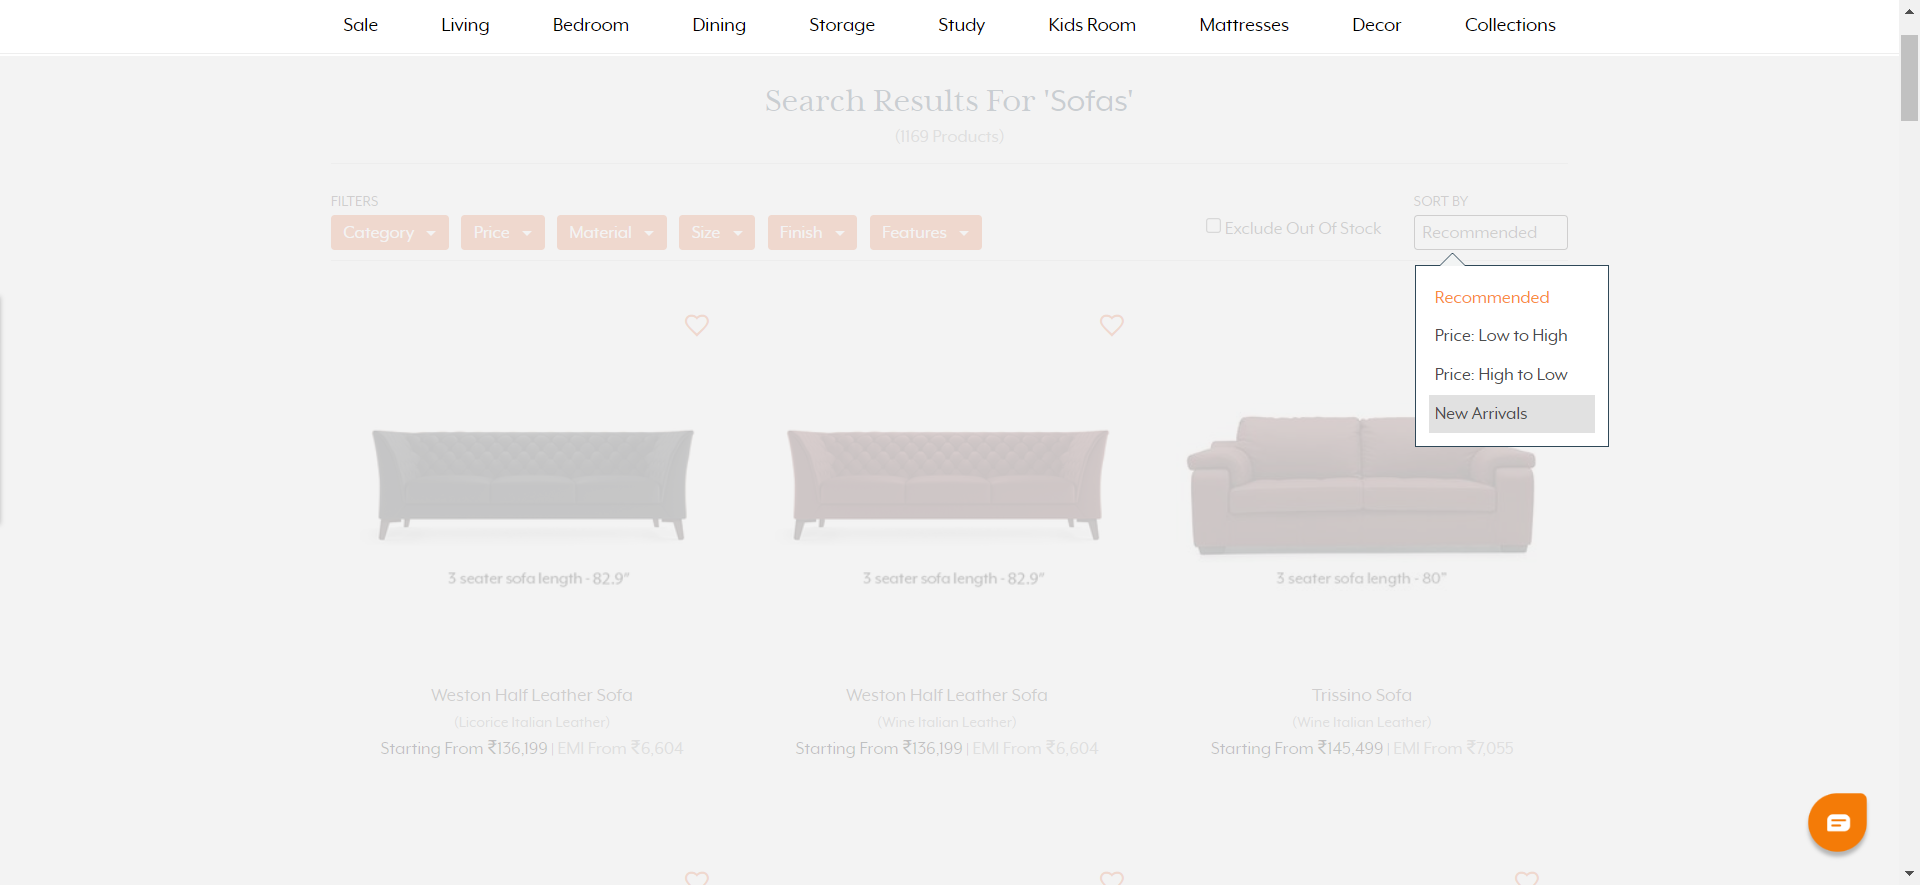 Sale Living Bedroom Dining Storage Study Kids Room Mattresses Decor Collections
Search Results For 'Sofas'
(1169 Products)
FILTERS
Category Price Material Size Finish Features
Exclude Out Of Stock
SORT BY
Recommended
Recommended
Price: Low to High
Price: High to Low
New Arrivals
3 seater sofa length - 82.9" 3 seater sofa length - 82.9" 3 seater sofa length - 80"
Weston Half Leather Sofa Weston Half Leather Sofa Trissino Sofa
(Licorice Italian Leather) (Wine Italian Leather) (Wine Italian Leather)
Starting From ₹136,199 | EMI From ₹6,604 Starting From ₹136,199 | EMI From ₹6,604 Starting From ₹145,499 | EMI From ₹7,055